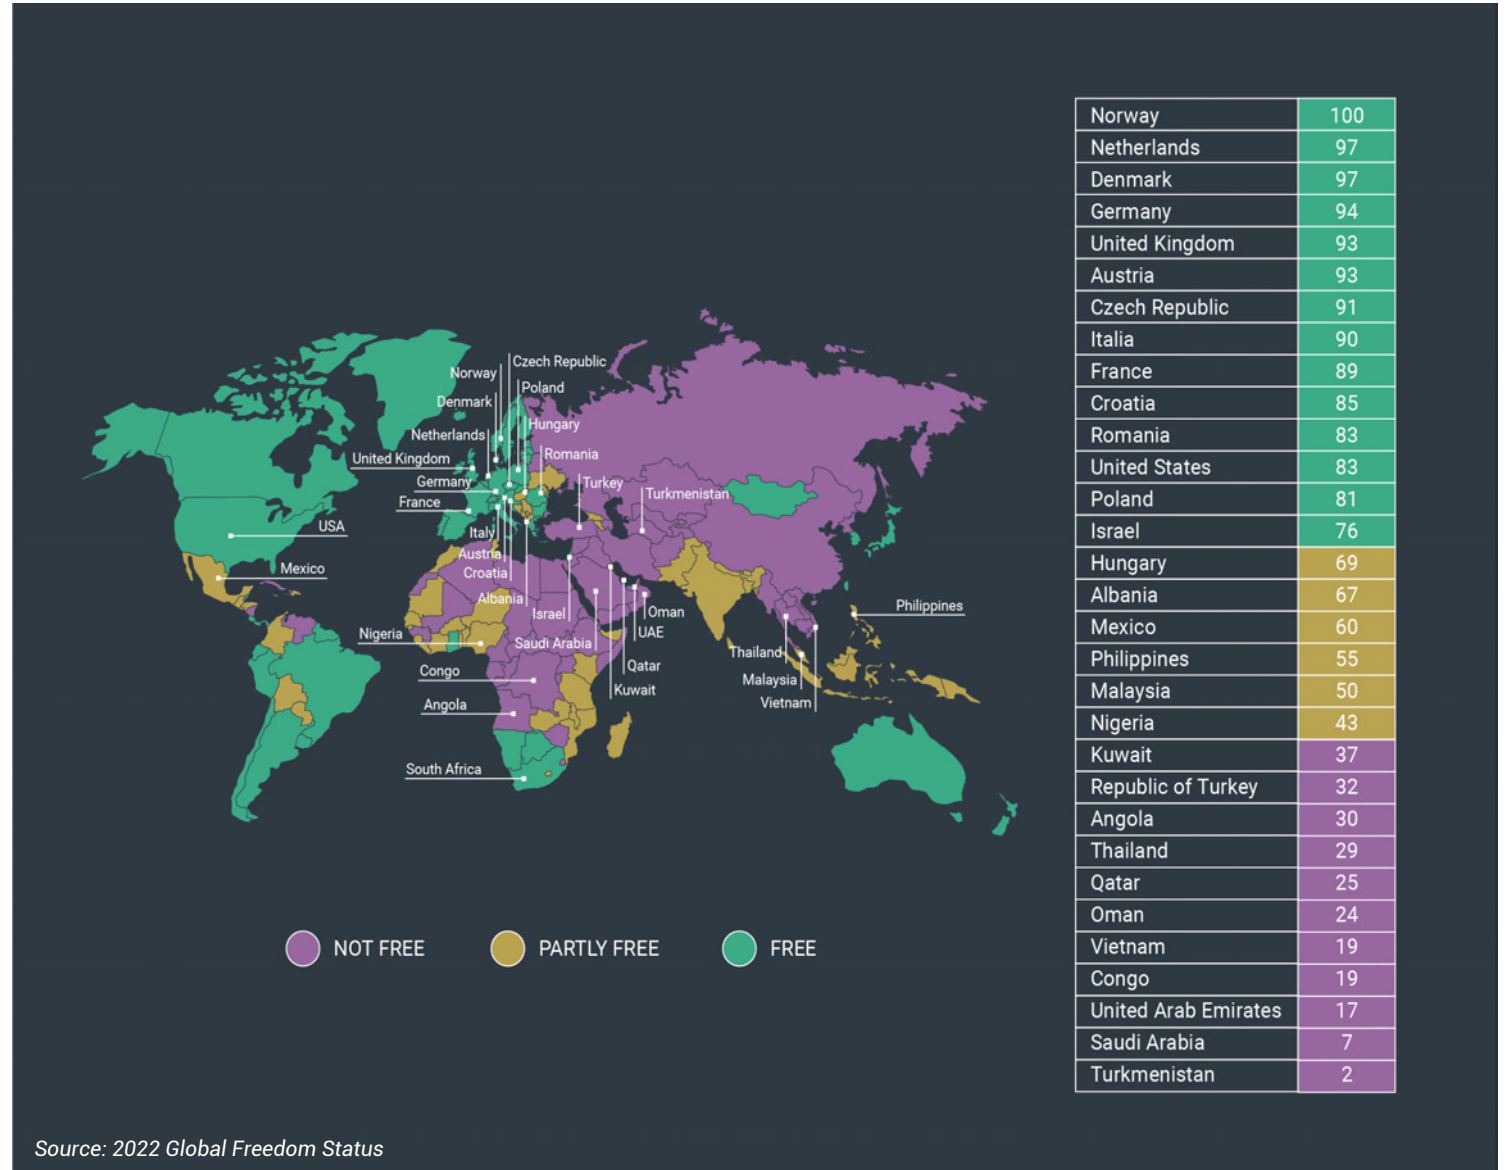 Czech Republic
Norway
Poland
Denmark
Hungary
Netherlands
Romania
United Kingdom
Germany
Turkey
Turkmenistan
France
USA
Italy
Austria
Mexico
Croatia
Albania
Israel
Oman
Philippines
UAE
Nigeria
Saudi Arabia
Thailand
Qatar
Congo
Malaysia
Kuwait
Vietnam
Angola
South Africa
NOT FREE
PARTLY FREE
FREE
Norway 100
Netherlands 97
Denmark 97
Germany 94
United Kingdom 93
Austria 93
Czech Republic 91
Italia 90
France 89
Croatia 85
Romania 83
United States 83
Poland 81
Israel 76
Hungary 69
Albania 67
Mexico 60
Philippines 55
Malaysia 50
Nigeria 43
Kuwait 37
Republic of Turkey 32
Angola 30
Thailand 29
Qatar 25
Oman 24
Vietnam 19
Congo 19
United Arab Emirates 17
Saudi Arabia 7
Turkmenistan 2
Source: 2022 Global Freedom Status